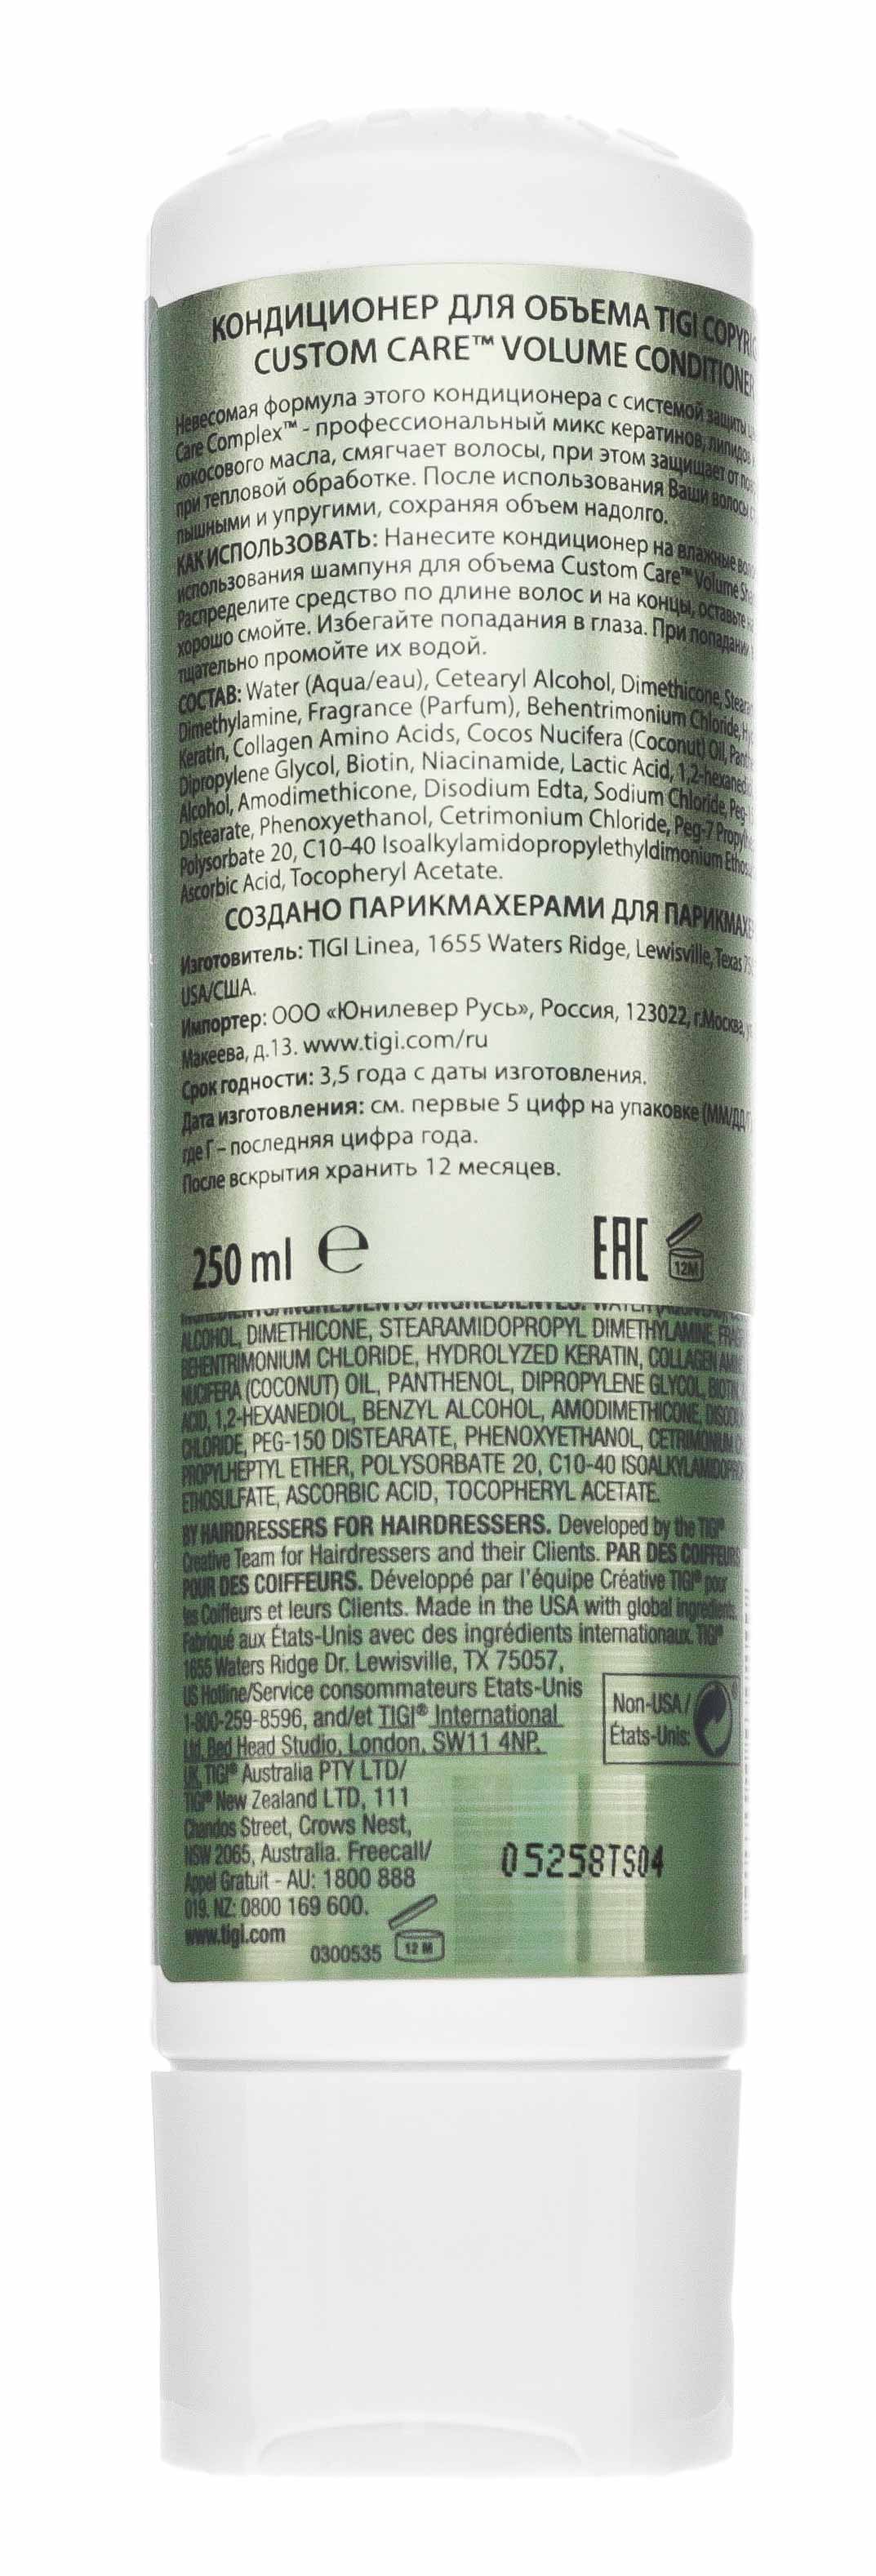 КОНДИЦИОНЕР ДЛЯ ОБЪЕМА TIGI
CUSTOM CARE™ VOLUME CONDITIONER
Невесомая формула этого кондиционера с системой защиты
Care Complex™ - профессиональный микс кератинов, липидов
кокосового масла, смягчает волосы, при этом защищает от
при тепловой обработке. После использования Ваши волосы
пышными и упругими, сохраняя объем надолго.
КАК ИСПОЛЬЗОВАТЬ: Нанесите кондиционер на влажные
использования шампуня для объема Custom Care™ Volume
Распределите средство по длине волос и на концы, оставьте
хорошо смойте. Избегайте попадания в глаза. При попадании
тщательно промойте их водой.
СОСТАВ: Water (Aqua/eau), Cetearyl Alcohol, Dimethicone,
Dimethylamine, Fragrance (Parfum), Behentrimonium Chloride,
Keratin, Collagen Amino Acids, Cocos Nucifera (Coconut) Oil,
Dipropylene Glycol, Biotin, Niacinamide, Lactic Acid,
Alcohol, Amodimethicone, Disodium Edta, Sodium Chloride,
Distearate, Phenoxyethanol, Cetrimonium Chloride, Peg-7
Polysorbate 20, C10-40 Isoalkylamidopropylethyldimonium
Ascorbic Acid, Tocopheryl Acetate.
СОЗДАНО ПАРИКМАХЕРАМИ ДЛЯ
Изготовитель: TIGI Linea, 1655 Waters Ridge, Lewisville, Texas
USA/США.
Импортер: ООО «Юнилевер Русь», Россия, 123022, г.Москва,
Макеева, д.13. www.tigi.com/ru
Срок годности: 3,5 года с даты изготовления.
Дата изготовления: см. первые 5 цифр на упаковке
где Г – последняя цифра года.
После вскрытия хранить 12 месяцев.
250 ml e
EAC 12M
ALCOHOL, DIMETHICONE, STEARAMIDOPROPYL DIMETHYLAMINE,
BEHENTRIMONIUM CHLORIDE, HYDROLYZED KERATIN, COLLAGEN
NUCIFERA (COCONUT) OIL, PANTHENOL, DIPROPYLENE GLYCOL,
ACID, 1,2-HEXANEDIOL, BENZYL ALCOHOL, AMODIMETHICONE,
CHLORIDE, PEG-150 DISTEARATE, PHENOXYETHANOL, CETRIMONIUM
PROPYLHEPTYL ETHER, POLYSORBATE 20, C10-40
ETHOSULFATE, ASCORBIC ACID, TOCOPHERYL ACETATE.
BY HAIRDRESSERS FOR HAIRDRESSERS. Developed by the TIGI®
Creative Team for Hairdressers and their Clients. PAR DES COIFFEURS
POUR DES COIFFEURS. Développé par l'équipe Créative TIGI® pour
les Coiffeurs et leurs Clients. Made in the USA with global ingredients.
Fabriqué aux États-Unis avec des ingrédients internationaux. TIGI®
1655 Waters Ridge Dr. Lewisville, TX 75057,
US Hotline/Service consommateurs Etats-Unis
1-800-259-8596, and/et TIGI® International
Ltd. Bed Head Studio, London, SW11 4NP,
UK, TIGI® Australia PTY LTD/
TIGI® New Zealand LTD, 111
Chandos Street, Crows Nest,
NSW 2065, Australia. Freecall/
Appel Gratuit - AU: 1800 888
019. NZ: 0800 169 600.
www.tigi.com
0300535 12 M
Non-USA/
États-Unis:
05258TS04